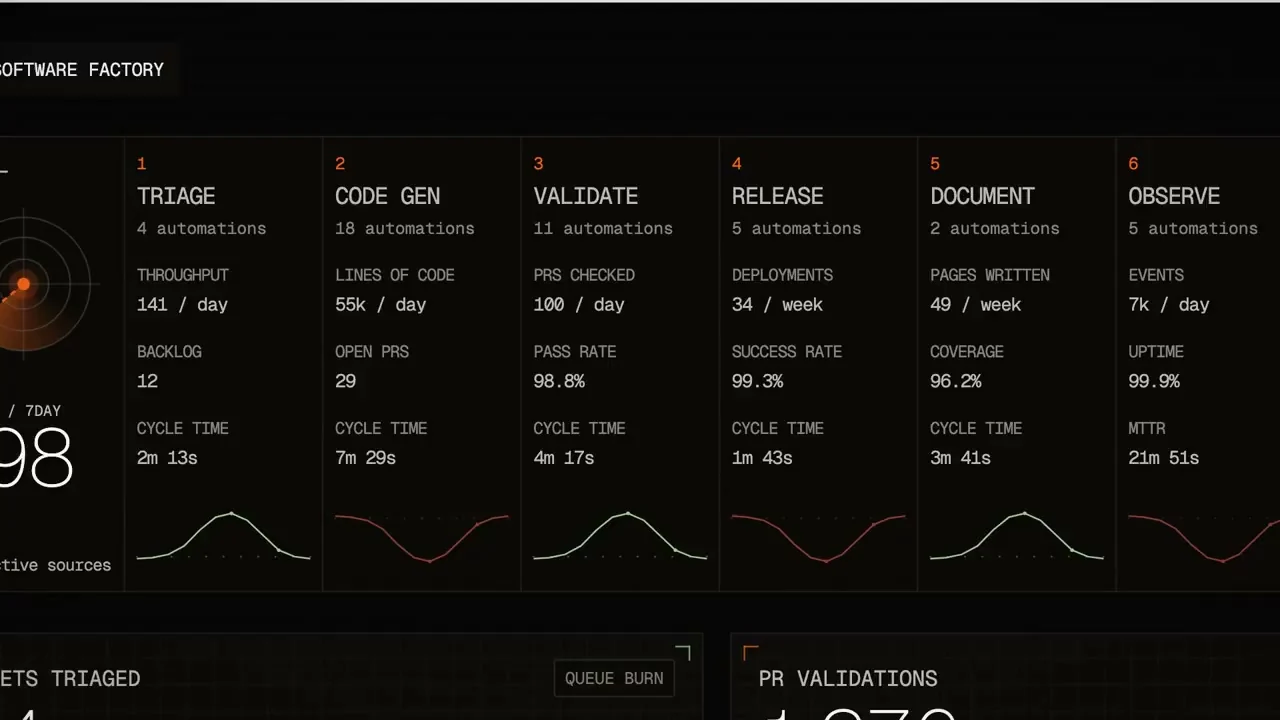 SOFTWARE FACTORY
1
TRIAGE
4 automations
THROUGHPUT
141 / day
BACKLOG
12
CYCLE TIME
2m 13s
2
CODE GEN
18 automations
LINES OF CODE
55k / day
OPEN PRS
29
CYCLE TIME
7m 29s
3
VALIDATE
11 automations
PRS CHECKED
100 / day
PASS RATE
98.8%
CYCLE TIME
4m 17s
4
RELEASE
5 automations
DEPLOYMENTS
34 / week
SUCCESS RATE
99.3%
CYCLE TIME
1m 43s
5
DOCUMENT
2 automations
PAGES WRITTEN
49 / week
COVERAGE
96.2%
CYCLE TIME
3m 41s
6
OBSERVE
5 automations
EVENTS
7k / day
UPTIME
99.9%
MTTR
21m 51s
/ 7DAY
98
ctive sources
ETS TRIAGED
QUEUE BURN
PR VALIDATIONS